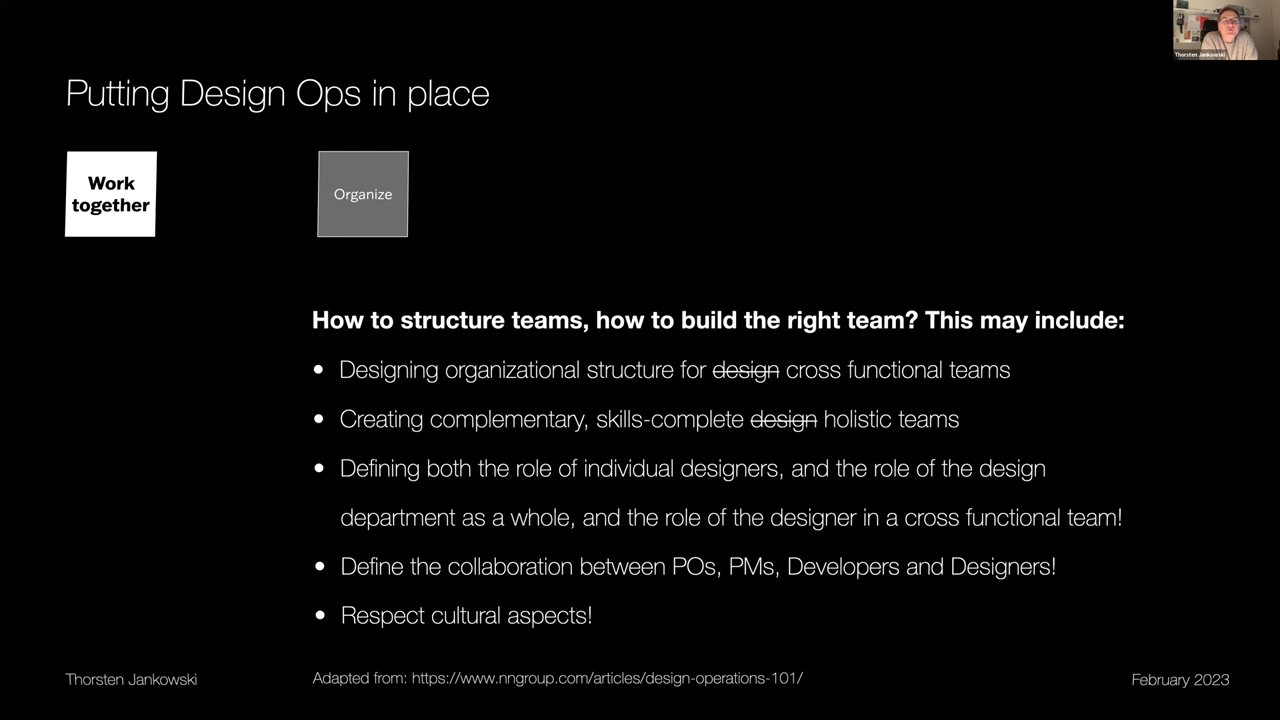 Thorsten Jankowski
Putting Design Ops in place
Work
together
Organize
How to structure teams, how to build the right team? This may include:
• Designing organizational structure for design cross functional teams
• Creating complementary, skills-complete design holistic teams
• Defining both the role of individual designers, and the role of the design
department as a whole, and the role of the designer in a cross functional team!
• Define the collaboration between POs, PMs, Developers and Designers!
• Respect cultural aspects!
Thorsten Jankowski
Adapted from: https://www.nngroup.com/articles/design-operations-101/
February 2023